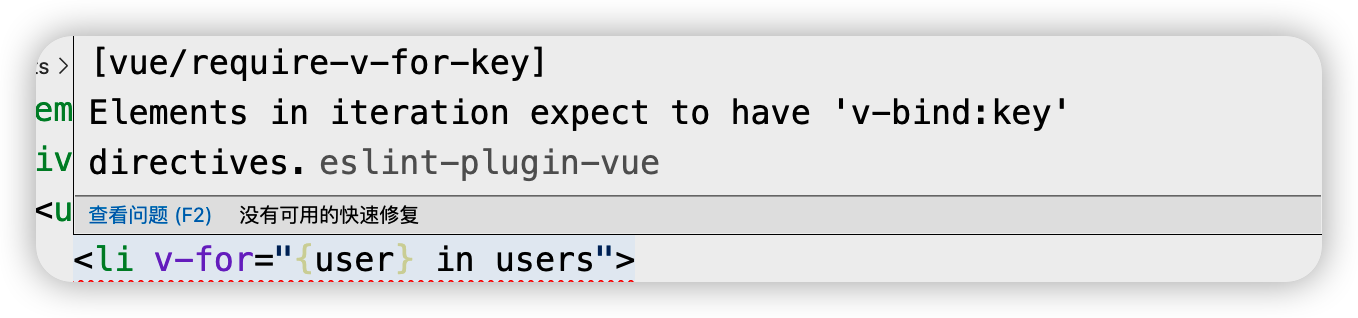 [vue/require-v-for-key]
ts >
Elements in iteration expect to have 'v-bind:key'
em
directives. eslint-plugin-vue
iv
查看问题 (F2) 没有可用的快速修复
<u
<li v-for="{user} in users">